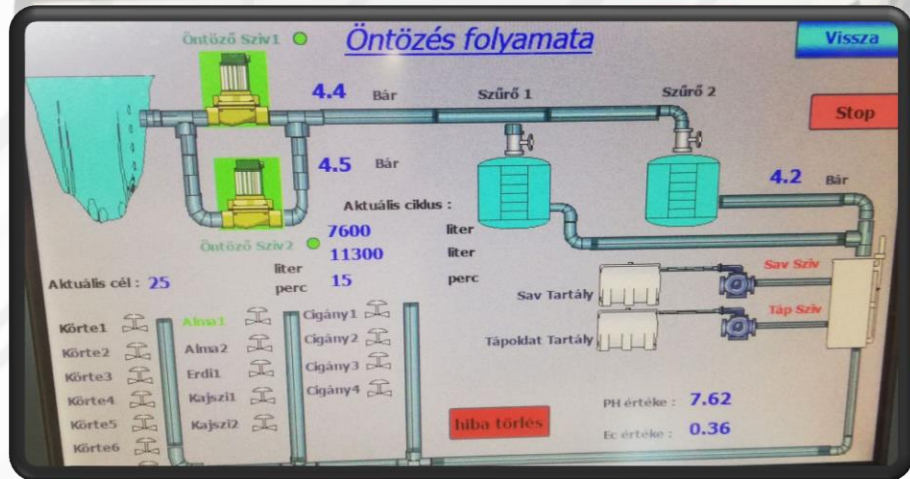 Öntözés folyamata
Vissza
Öntöző Sziv1
4.4 Bár
Szűrő 1
Szűrő 2
Stop
4.5 Bár
4.2 Bár
Aktuális ciklus :
Öntöző Sziv2
7600 liter
11300 liter
liter
perc 15 perc
Aktuális cél : 25
Sav Sziv
Sav Tartály
Táp Sziv
Tápoldat Tartály
Körte1
Körte2
Körte3
Körte4
Körte5
Körte6
Alma1
Alma2
Erdi1
Kajszi1
Kajszi2
Cigány1
Cigány2
Cigány3
Cigány4
hiba törlés
PH értéke : 7.62
Ec értéke : 0.36